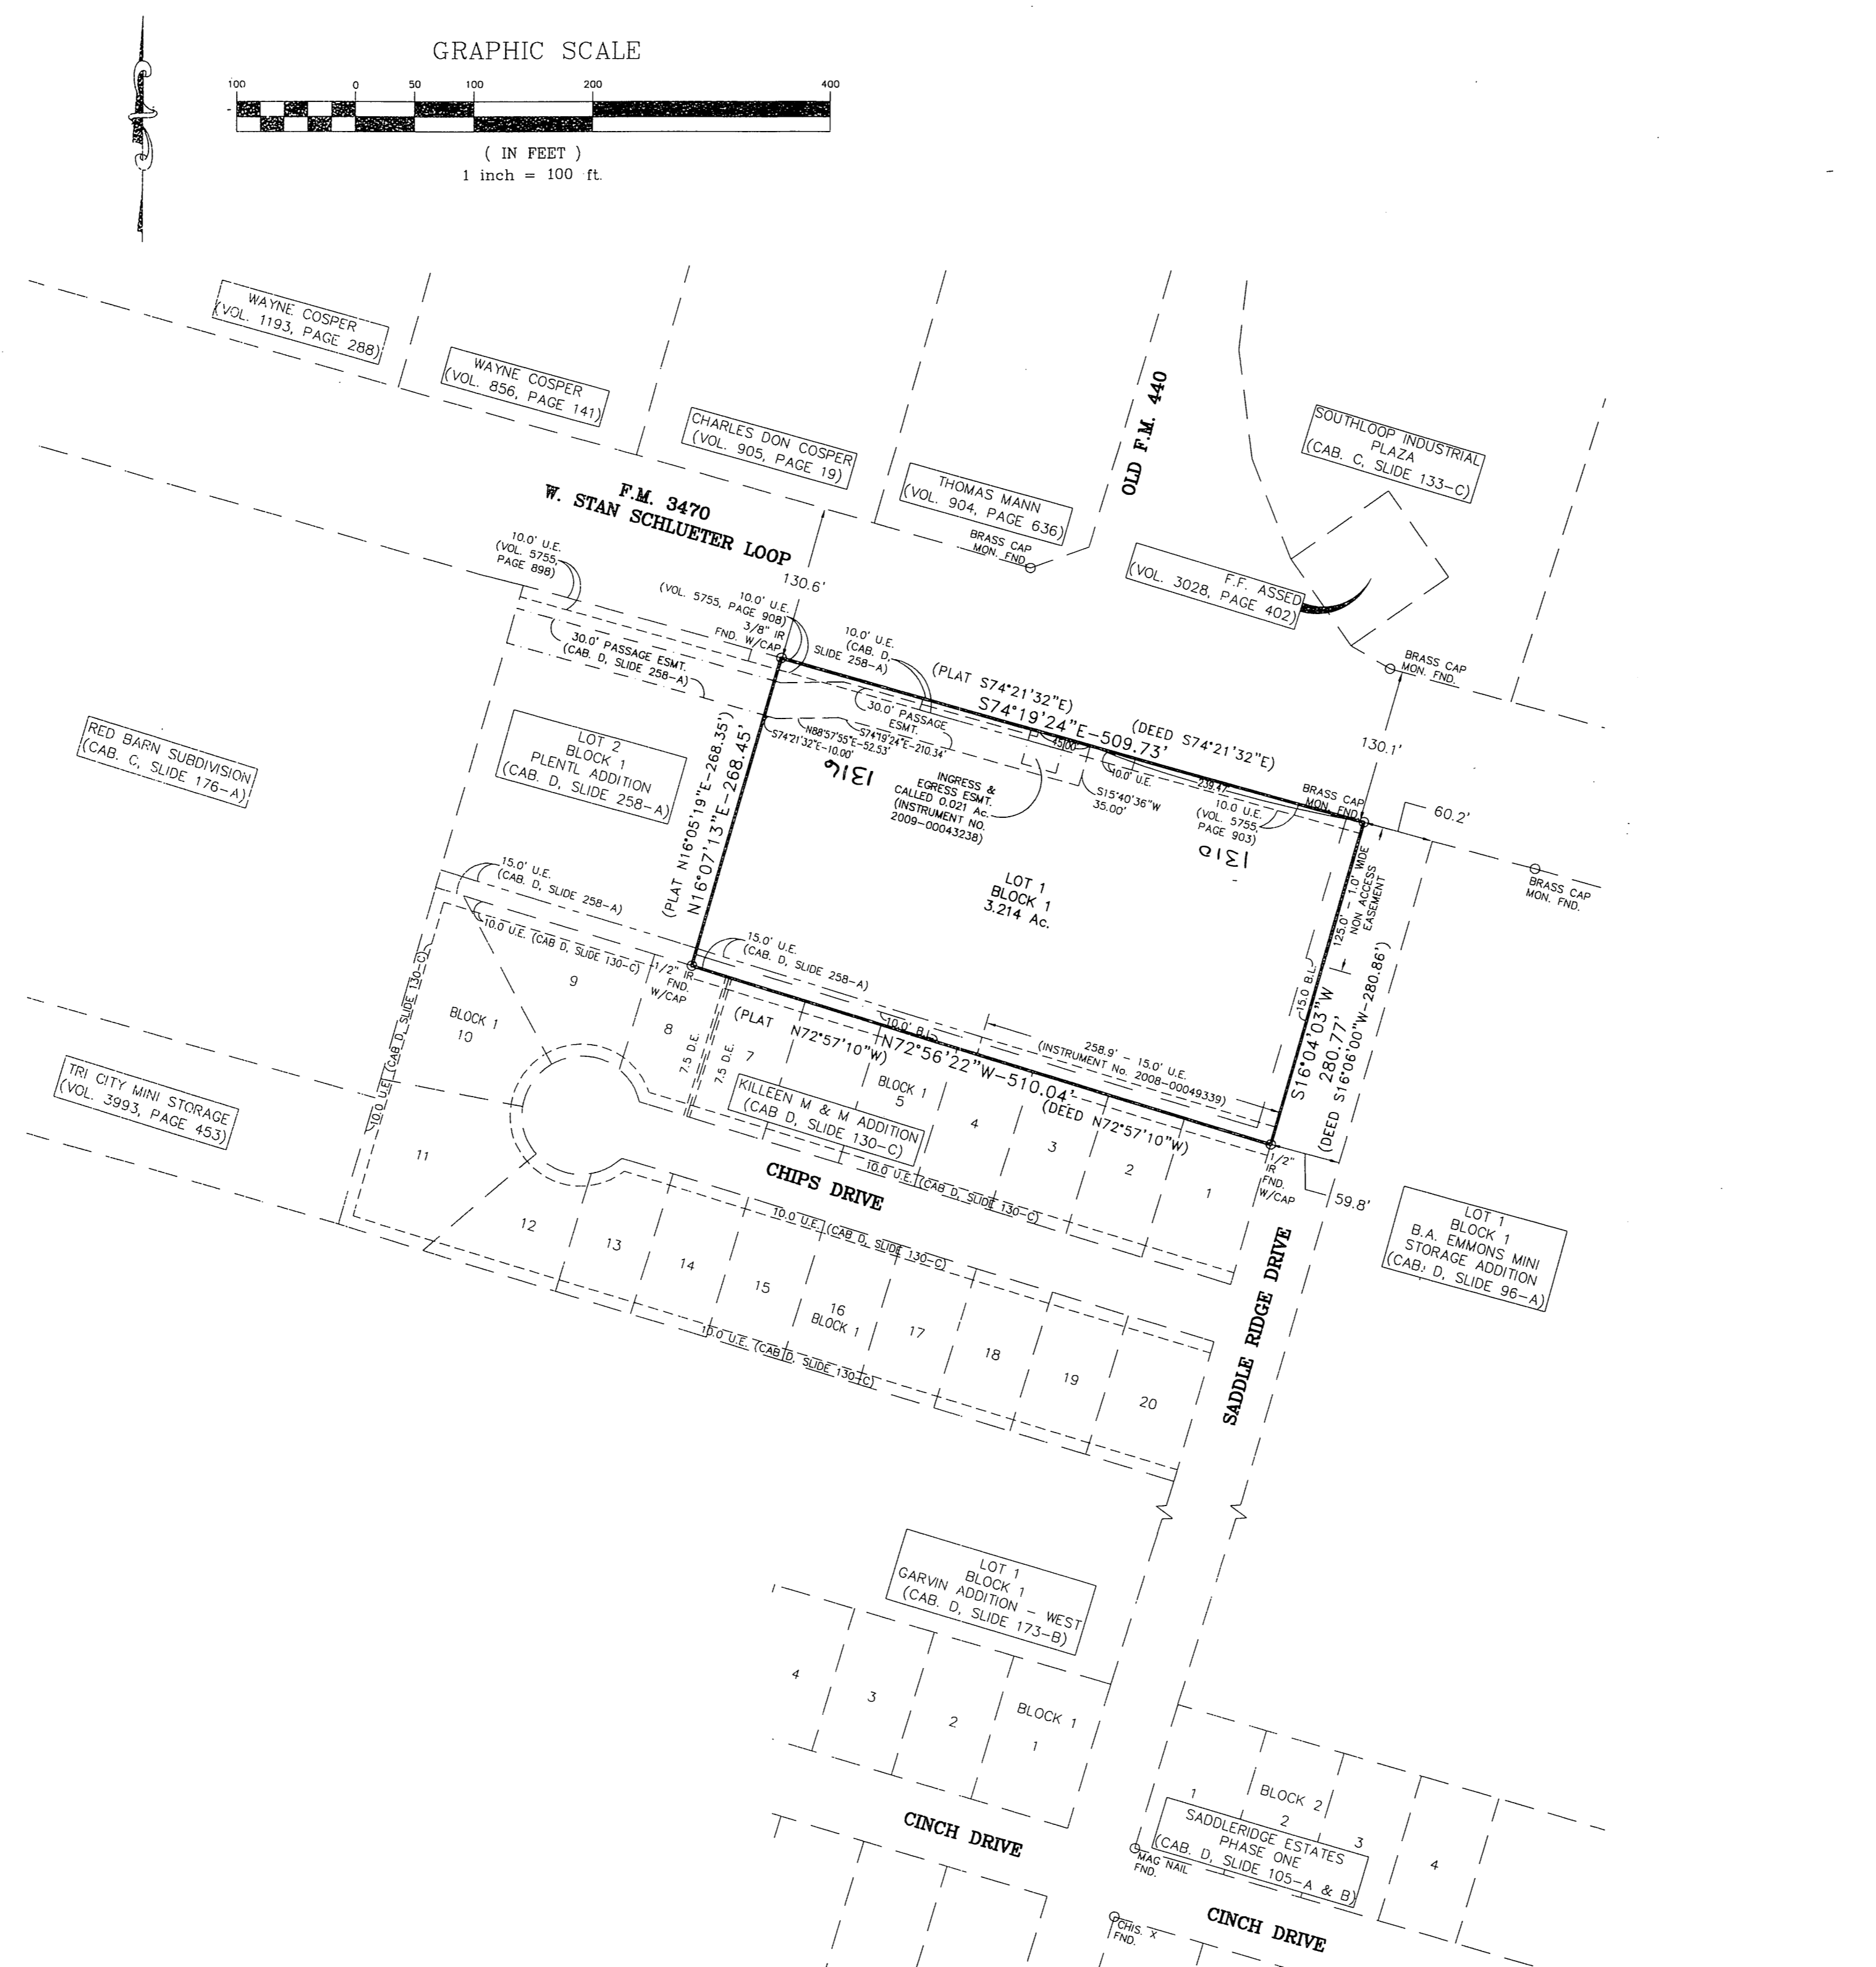 GRAPHIC SCALE
100 0 50 100 200 400
( IN FEET )
1 inch = 100 ft.
WAYNE COSPER
(VOL. 1193, PAGE 288)
WAYNE COSPER
(VOL. 856, PAGE 141)
CHARLES DON COSPER
(VOL. 905, PAGE 19)
THOMAS MANN
(VOL. 904, PAGE 636)
BRASS CAP
MON. FND.
OLD F.M. 440
SOUTHLOOP INDUSTRIAL
PLAZA
(CAB. C, SLIDE 133-C)
F.F. ASSED
(VOL. 3028, PAGE 402)
BRASS CAP
MON. FND.
F.M. 3470
W. STAN SCHLUETER LOOP
130.6'
10.0' U.E.
(VOL. 5755,
PAGE 898)
10.0' U.E.
(VOL. 5755, PAGE 908)
3/8" IR
FND. W/CAP
10.0' U.E.
(CAB. D,
SLIDE 258-A)
30.0' PASSAGE ESMT.
(CAB. D, SLIDE 258-A)
(PLAT S74°21'32"E)
S74°19'24"E-509.73'
(DEED S74°21'32"E)
30.0' PASSAGE
ESMT.
S74°19'24"E-210.34'
N88°57'55"E-52.53'
S74°21'32"E-10.00'
45.00'
10.0' U.E.
239.47'
S15°40'36"W
35.00'
130.1'
BRASS CAP
MON. FND.
60.2'
BRASS CAP
MON. FND.
10.0 U.E.
(VOL. 5755,
PAGE 903)
1316
1310
INGRESS &
EGRESS ESMT.
CALLED 0.021 Ac.
(INSTRUMENT NO.
2009-00043238)
RED BARN SUBDIVISION
(CAB. C, SLIDE 176-A)
LOT 2
BLOCK 1
PLENTL ADDITION
(CAB. D, SLIDE 258-A)
(PLAT N16°05'19"E-268.35')
N16°07'13"E-268.45'
LOT 1
BLOCK 1
3.214 Ac.
125.0' - 1.0' WIDE
NON ACCESS
EASEMENT
15.0 B.L.
S16°04'03"W
280.77'
(DEED S16°06'00"W-280.86')
15.0' U.E.
(CAB. D, SLIDE 258-A)
10.0 U.E. (CAB D, SLIDE 130-C)
10.0 U.E. (CAB D, SLIDE 130-C)
1/2" IR
FND.
W/CAP
15.0' U.E.
(CAB. D, SLIDE 258-A)
10.0' B.L.
(PLAT N72°57'10"W)
N72°56'22"W-510.04'
(DEED N72°57'10"W)
258.9' - 15.0' U.E.
(INSTRUMENT No. 2008-00049339)
9
BLOCK 1
10
8
7.5 D.E.
7.5 D.E.
7
BLOCK 1
5
4
3
2
1
KILLEEN M & M ADDITION
(CAB D, SLIDE 130-C)
TRI CITY MINI STORAGE
(VOL. 3993, PAGE 453)
11
10.0 U.E. (CAB D, SLIDE 130-C)
CHIPS DRIVE
10.0 U.E. (CAB D, SLIDE 130-C)
1/2"
IR
FND.
W/CAP
59.8'
LOT 1
BLOCK 1
B.A. EMMONS MINI
STORAGE ADDITION
(CAB. D, SLIDE 96-A)
12
13
14
15
16
BLOCK 1
17
18
19
20
10.0 U.E. (CAB D, SLIDE 130-C)
SADDLE RIDGE DRIVE
LOT 1
BLOCK 1
GARVIN ADDITION - WEST
(CAB. D, SLIDE 173-B)
4
3
2
BLOCK 1
1
CINCH DRIVE
1
BLOCK 2
2
3
4
SADDLERIDGE ESTATES
PHASE ONE
(CAB. D, SLIDE 105-A & B)
MAG NAIL
FND.
CHIS. X
FND.
CINCH DRIVE